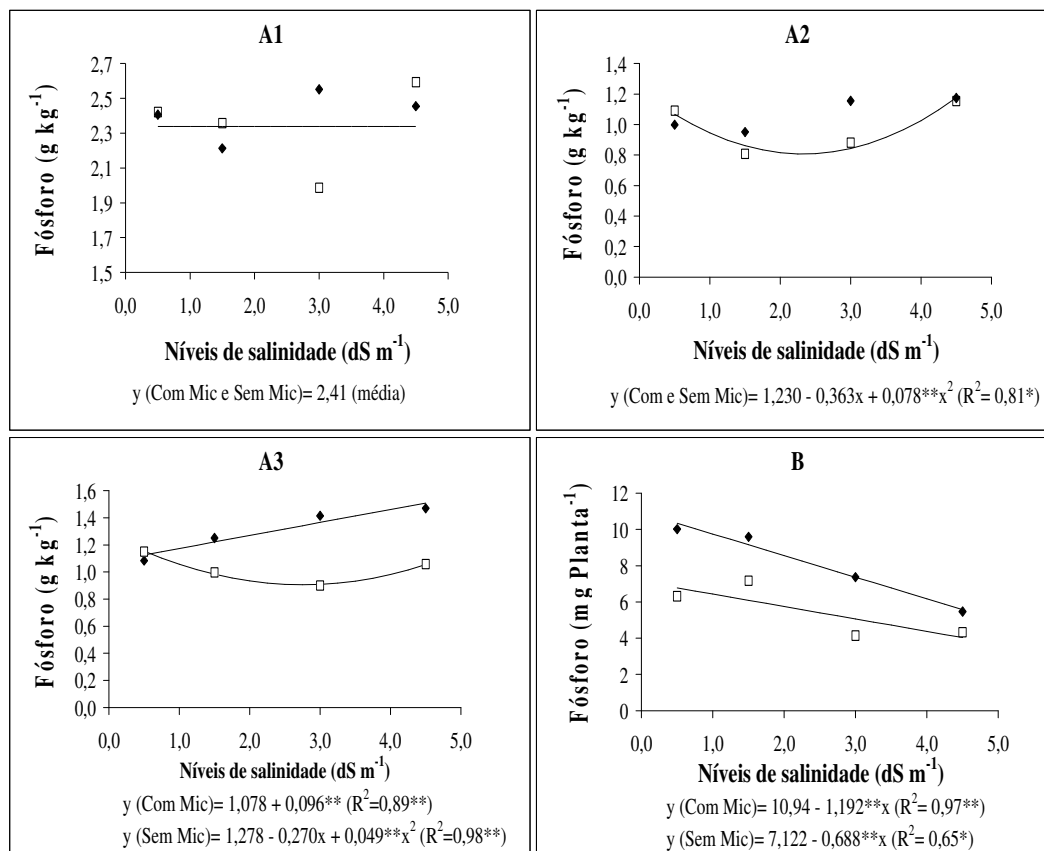 A1
Fósforo (g kg-1)
2,7
2,5
2,3
2,1
1,9
1,7
1,5
0,0 1,0 2,0 3,0 4,0 5,0
Níveis de salinidade (dS m-1)
y (Com Mic e Sem Mic)= 2,41 (média)
A2
Fósforo (g kg-1)
1,4
1,2
1,0
0,8
0,6
0,4
0,2
0,0
0,0 1,0 2,0 3,0 4,0 5,0
Níveis de salinidade (dS m-1)
y (Com e Sem Mic)= 1,230 - 0,363x + 0,078**x2 (R2= 0,81*)
A3
Fósforo (g kg-1)
1,6
1,4
1,2
1,0
0,8
0,6
0,4
0,2
0,0
0,0 1,0 2,0 3,0 4,0 5,0
Níveis de salinidade (dS m-1)
y (Com Mic)= 1,078 + 0,096** (R2=0,89**)
y (Sem Mic)= 1,278 - 0,270x + 0,049**x2 (R2=0,98**)
B
Fósforo (mg Planta-1)
12
10
8
6
4
2
0
0,0 1,0 2,0 3,0 4,0 5,0
Níveis de salinidade (dS m-1)
y (Com Mic)= 10,94 - 1,192**x (R2= 0,97**)
y (Sem Mic)= 7,122 - 0,688**x (R2= 0,65*)